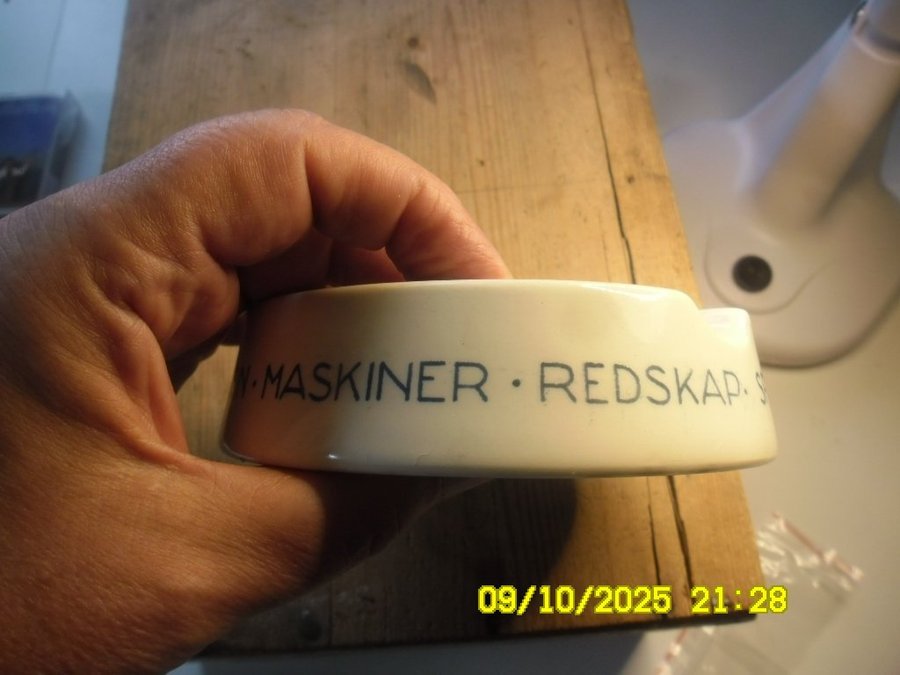 N · MASKINER · REDSKAP · S
09/10/2025 21:28